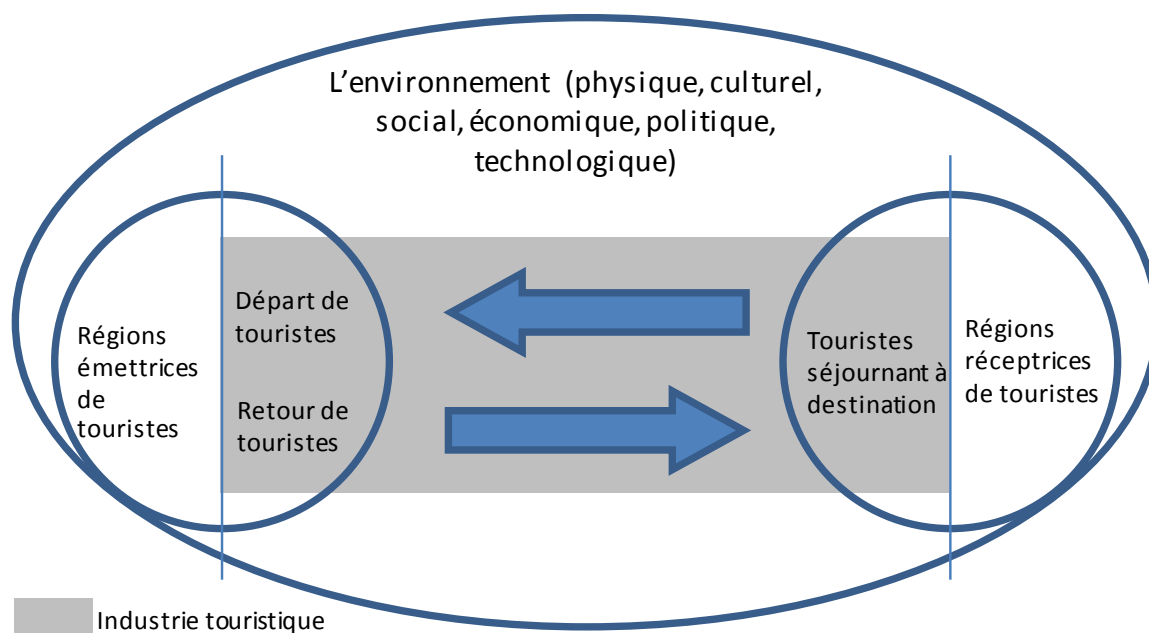 L'environnement (physique, culturel,
social, économique, politique,
technologique)
Régions
émettrices
de
touristes
Départ de
touristes
Retour de
touristes
Touristes
séjournant à
destination
Régions
réceptrices
de touristes
Industrie touristique